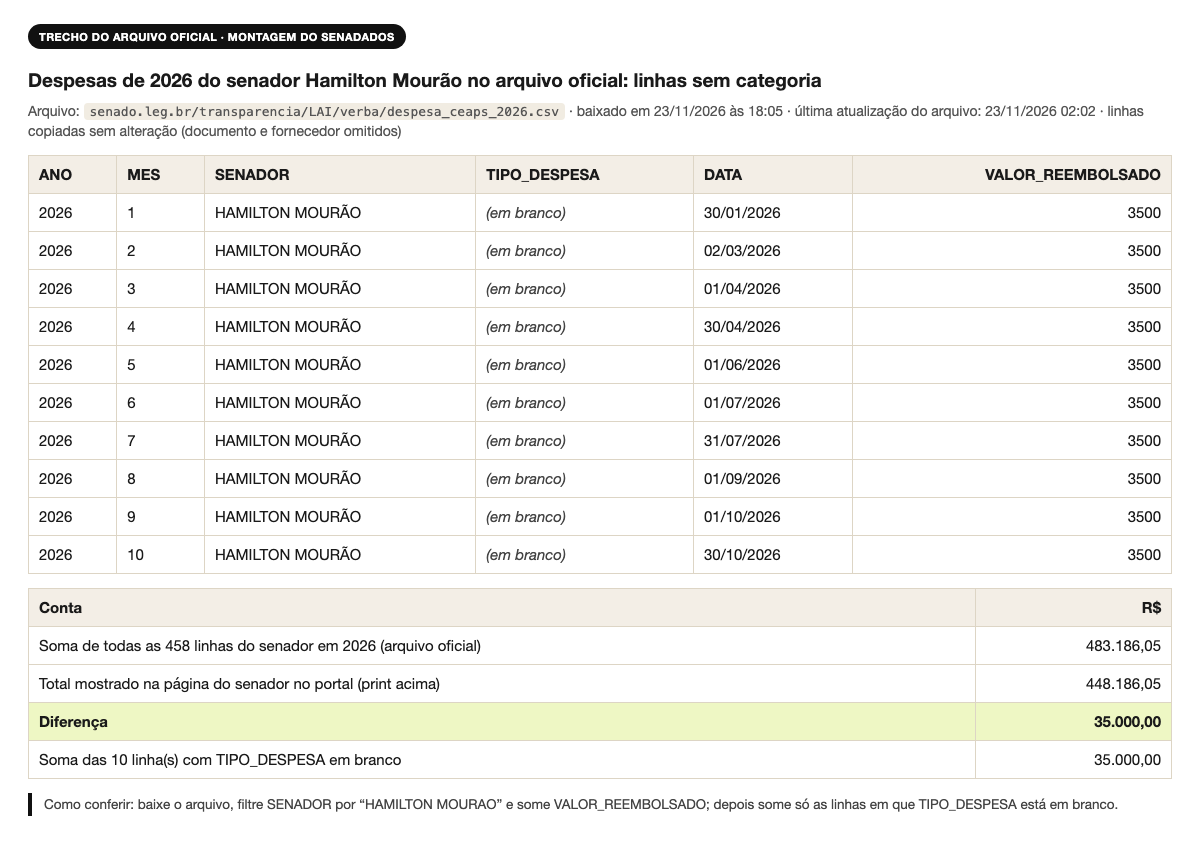 TRECHO DO ARQUIVO OFICIAL · MONTAGEM DO SENADADOS
Despesas de 2026 do senador Hamilton Mourão no arquivo oficial: linhas sem categoria
Arquivo: senado.leg.br/transparencia/LAI/verba/despesa_ceaps_2026.csv · baixado em 23/11/2026 às 18:05 · última atualização do arquivo: 23/11/2026 02:02 · linhas
copiadas sem alteração (documento e fornecedor omitidos)
ANO MES SENADOR TIPO_DESPESA DATA VALOR_REEMBOLSADO
2026 1 HAMILTON MOURÃO (em branco) 30/01/2026 3500
2026 2 HAMILTON MOURÃO (em branco) 02/03/2026 3500
2026 3 HAMILTON MOURÃO (em branco) 01/04/2026 3500
2026 4 HAMILTON MOURÃO (em branco) 30/04/2026 3500
2026 5 HAMILTON MOURÃO (em branco) 01/06/2026 3500
2026 6 HAMILTON MOURÃO (em branco) 01/07/2026 3500
2026 7 HAMILTON MOURÃO (em branco) 31/07/2026 3500
2026 8 HAMILTON MOURÃO (em branco) 01/09/2026 3500
2026 9 HAMILTON MOURÃO (em branco) 01/10/2026 3500
2026 10 HAMILTON MOURÃO (em branco) 30/10/2026 3500
Conta R$
Soma de todas as 458 linhas do senador em 2026 (arquivo oficial) 483.186,05
Total mostrado na página do senador no portal (print acima) 448.186,05
Diferença 35.000,00
Soma das 10 linha(s) com TIPO_DESPESA em branco 35.000,00
Como conferir: baixe o arquivo, filtre SENADOR por “HAMILTON MOURAO” e some VALOR_REEMBOLSADO; depois some só as linhas em que TIPO_DESPESA está em branco.